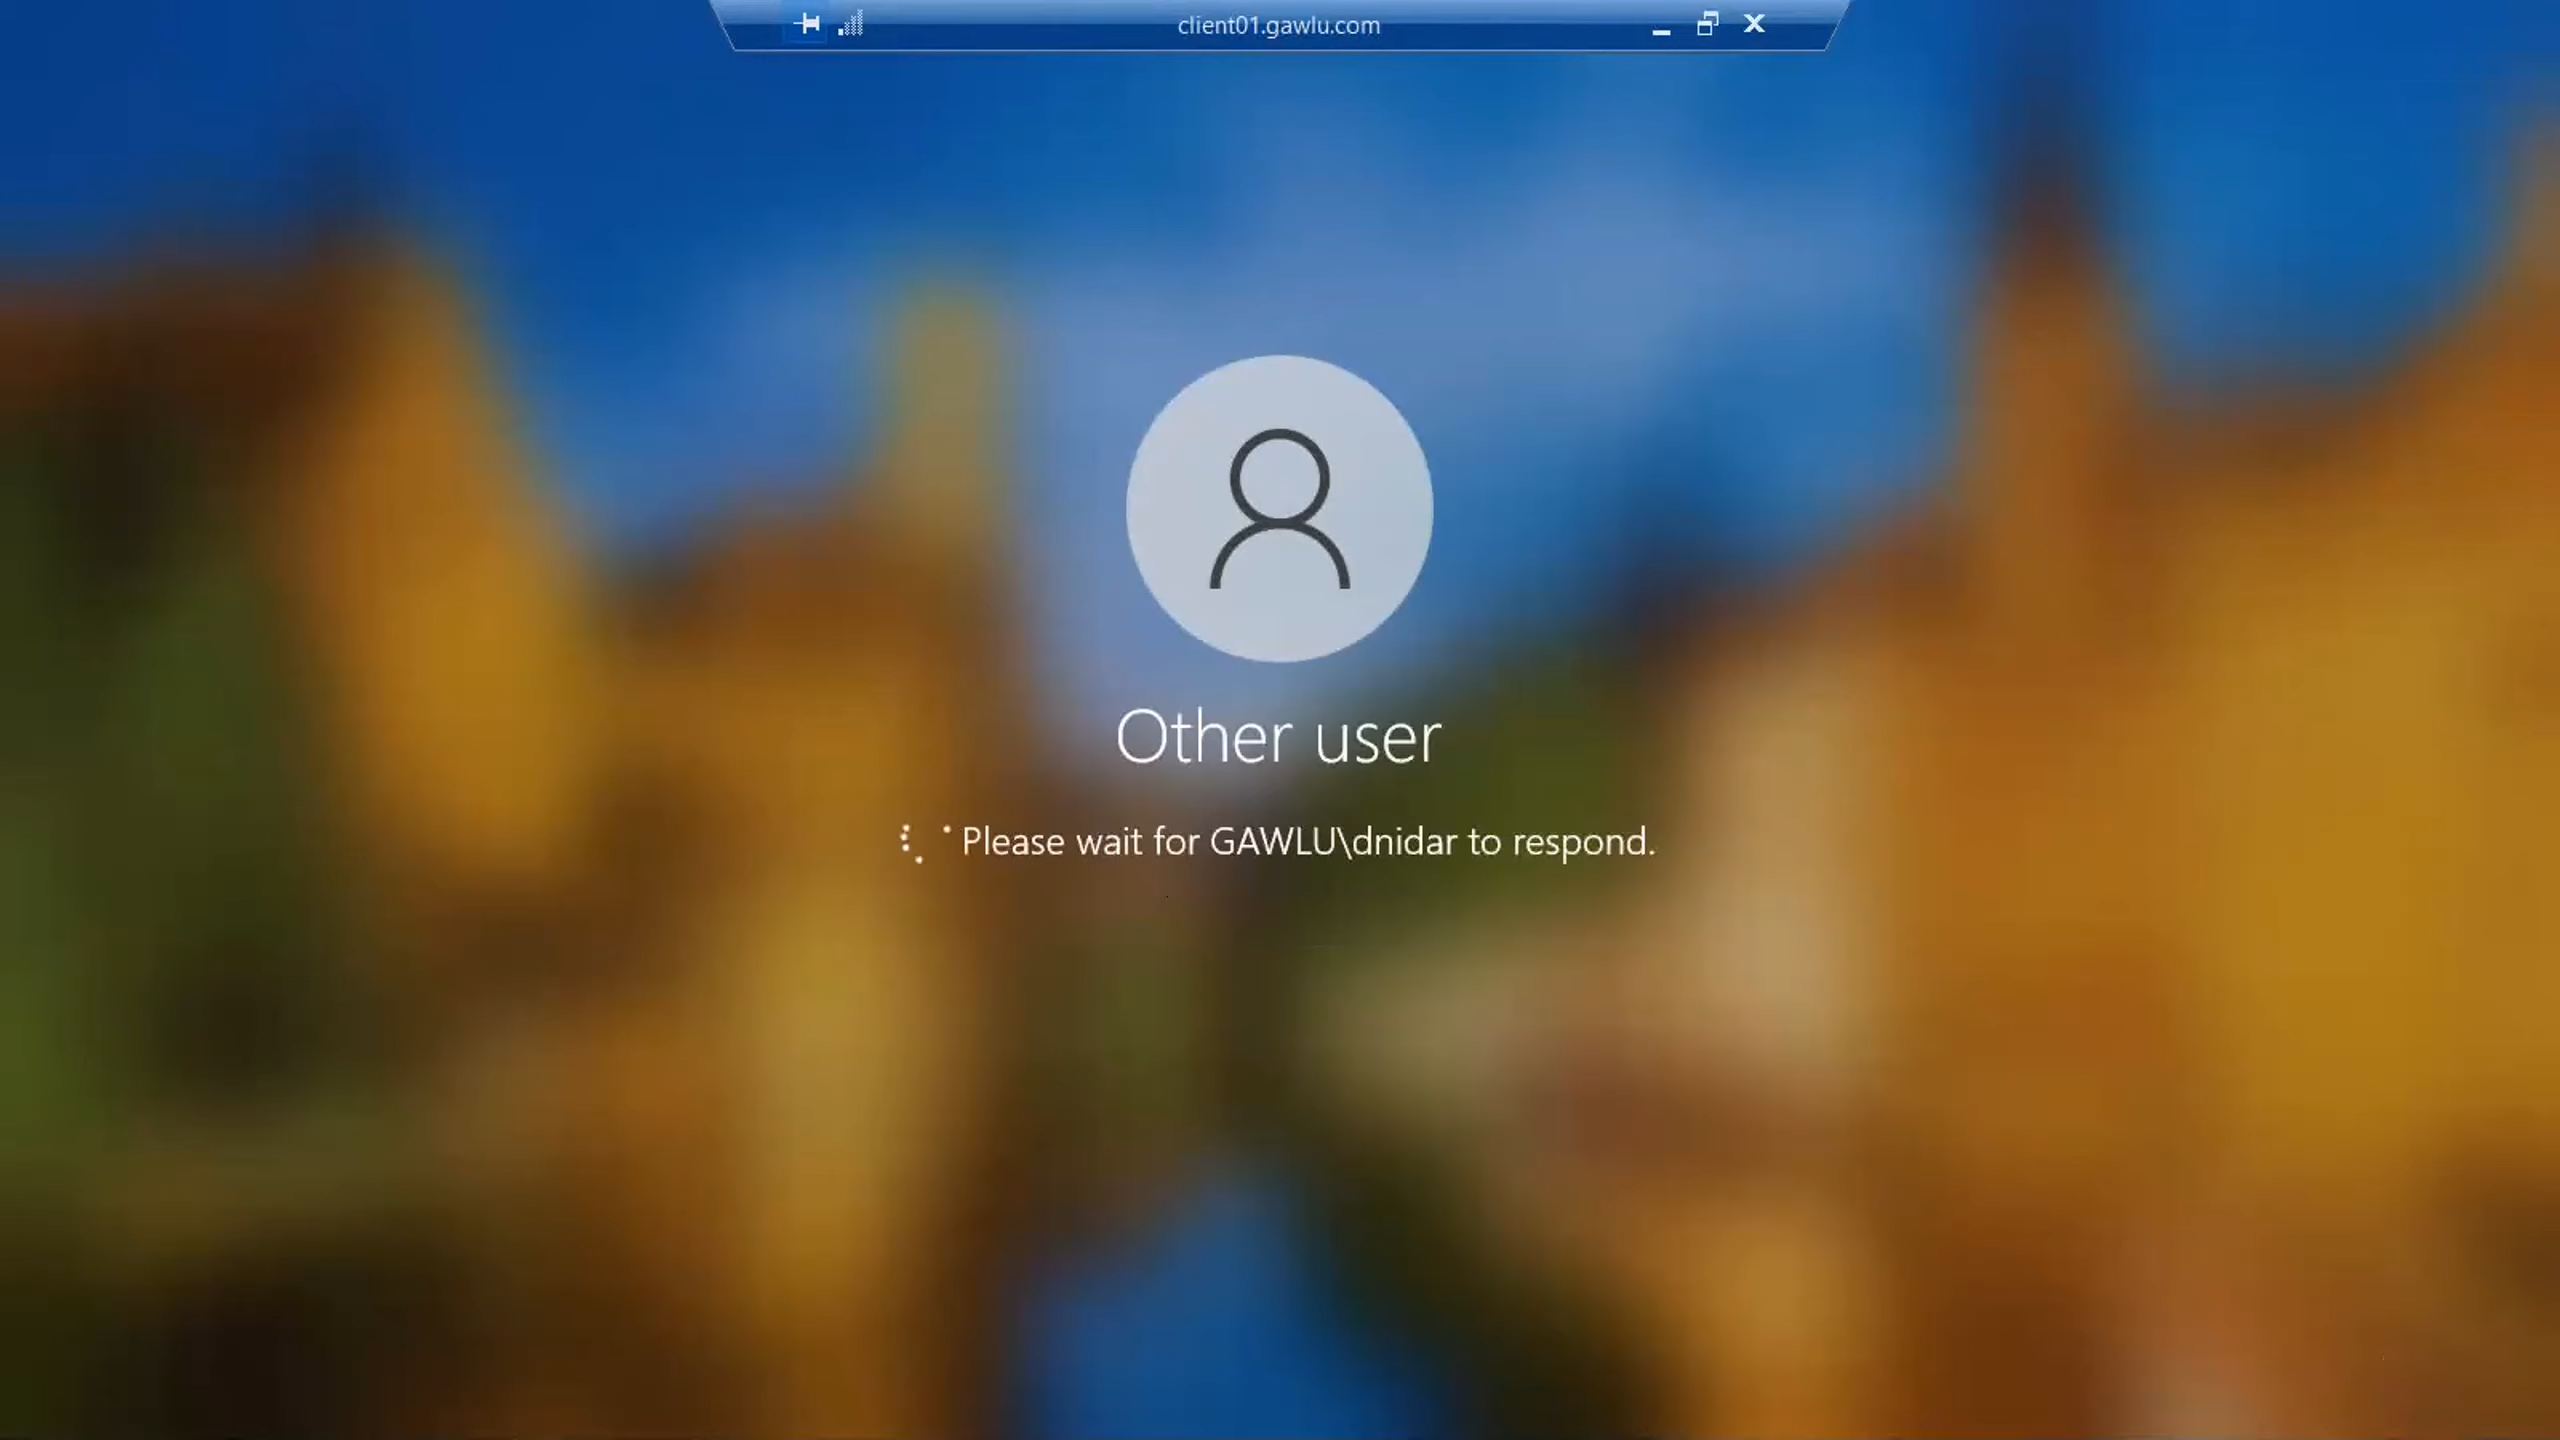 client01.gawlu.com
Other user
Please wait for GAWLU\dnidar to respond.